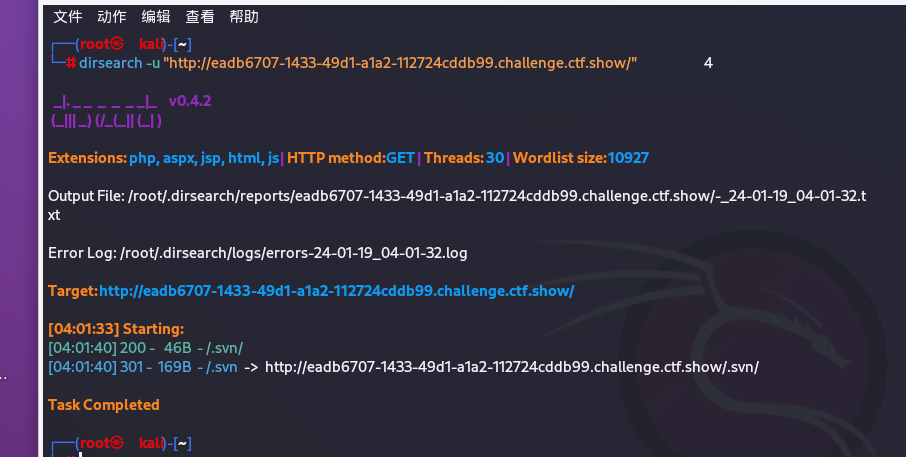 文件 动作 编辑 查看 帮助
┌──(root㉿ kali)-[~]
└─# dirsearch -u "http://eadb6707-1433-49d1-a1a2-112724cddb99.challenge.ctf.show/" 4
_|. _ _ _ _ _ _|_ v0.4.2
(_||| _) (/_(_|| (_| )
Extensions: php, aspx, jsp, html, js | HTTP method: GET | Threads: 30 | Wordlist size: 10927
Output File: /root/.dirsearch/reports/eadb6707-1433-49d1-a1a2-112724cddb99.challenge.ctf.show/-_24-01-19_04-01-32.t
xt
Error Log: /root/.dirsearch/logs/errors-24-01-19_04-01-32.log
Target: http://eadb6707-1433-49d1-a1a2-112724cddb99.challenge.ctf.show/
[04:01:33] Starting:
[04:01:40] 200 - 46B - /.svn/
[04:01:40] 301 - 169B - /.svn -> http://eadb6707-1433-49d1-a1a2-112724cddb99.challenge.ctf.show/.svn/
Task Completed
┌──(root㉿ kali)-[~]